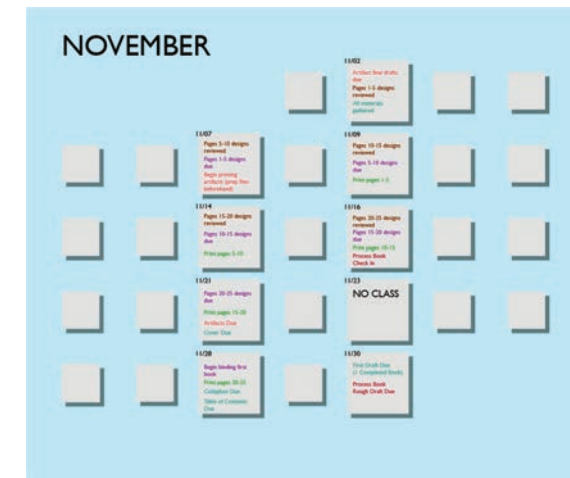 NOVEMBER
11/02
Artifact final drafts
due
Pages 1-5 designs
reviewed
All materials
gathered
11/07
Pages 5-10 designs
reviewed
Pages 1-5 designs
due
Begin printing
artifacts (prep files
beforehand)
11/09
Pages 10-15 designs
reviewed
Pages 5-10 designs
due
Print pages 1-5
11/14
Pages 15-20 designs
reviewed
Pages 10-15 designs
due
Print pages 5-10
11/16
Pages 20-25 designs
reviewed
Pages 15-20 designs
due
Print pages 10-15
Process Book
Check In
11/21
Pages 20-25 designs
due
Print pages 15-20
Artifacts Due
Cover Due
11/23
NO CLASS
11/28
Begin binding first
book
Print pages 20-25
Colophon Due
Table of Contents
Due
11/30
First Draft Due
Completed Book)
Process Book
Rough Draft Due